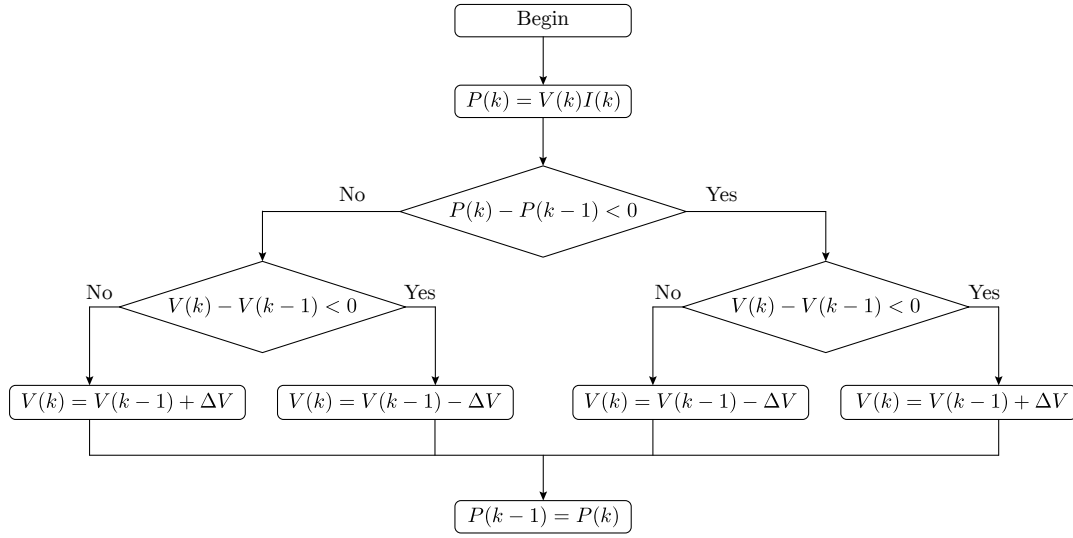 Begin
P(k) = V(k)I(k)
No
Yes
P(k) − P(k − 1) < 0
No
V(k) − V(k − 1) < 0
Yes
No
V(k) − V(k − 1) < 0
Yes
V(k) = V(k − 1) + ΔV
V(k) = V(k − 1) − ΔV
V(k) = V(k − 1) − ΔV
V(k) = V(k − 1) + ΔV
P(k − 1) = P(k)